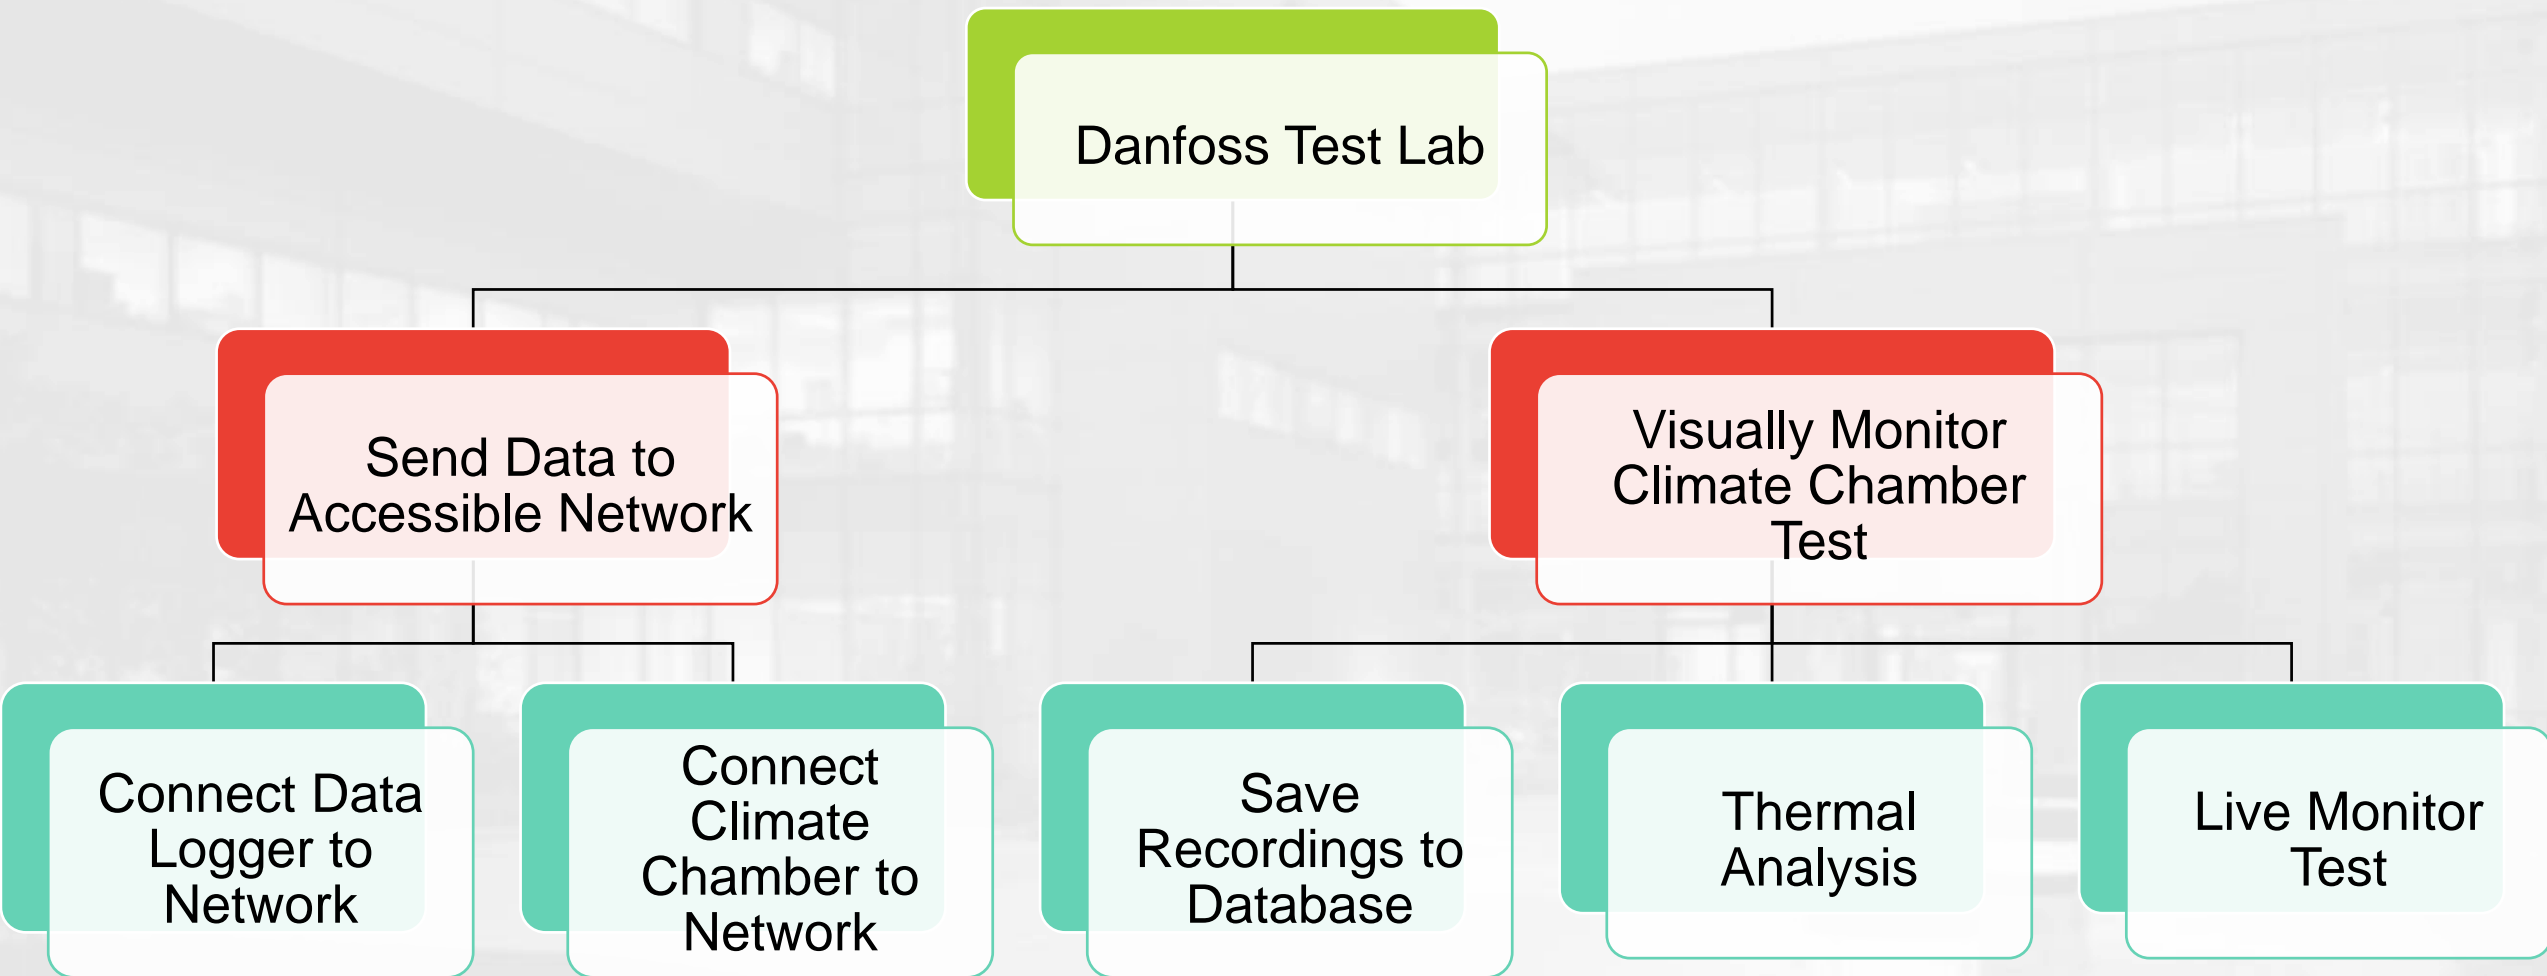 Danfoss Test Lab
Send Data to
Accessible Network
Visually Monitor
Climate Chamber
Test
Connect Data
Logger to
Network
Connect
Climate
Chamber to
Network
Save
Recordings to
Database
Thermal
Analysis
Live Monitor
Test